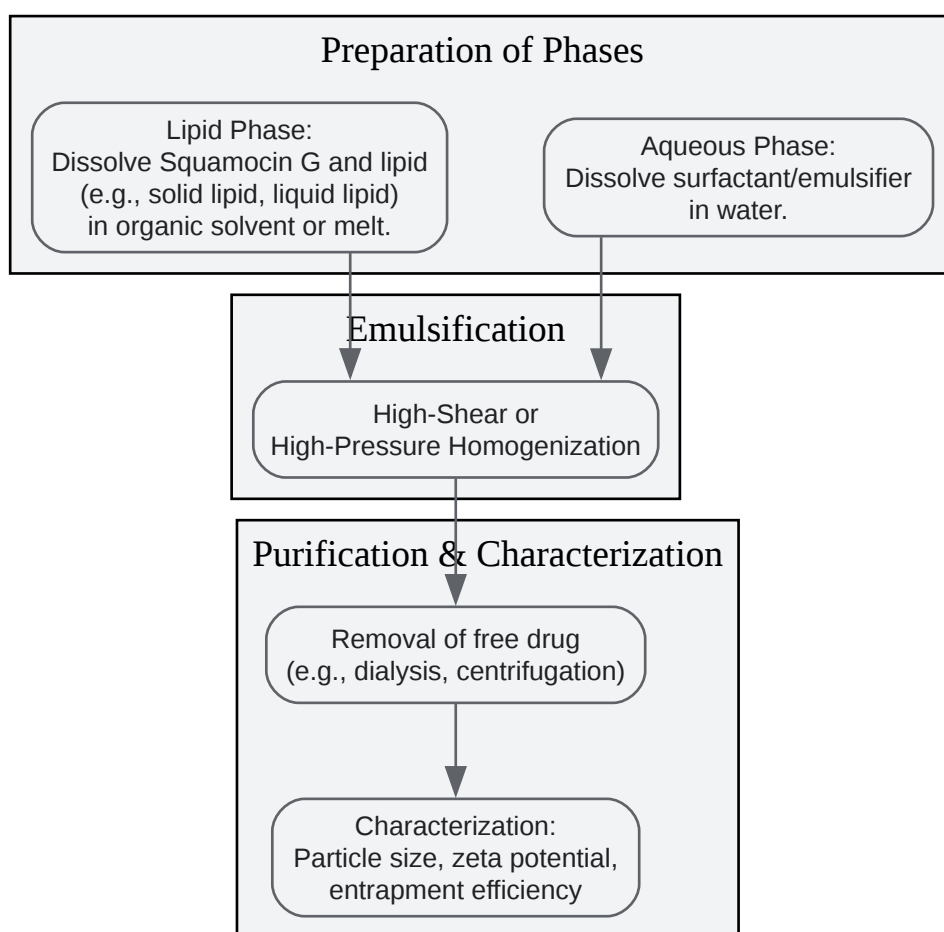 Preparation of Phases
Lipid Phase:
Dissolve Squamocin G and lipid
(e.g., solid lipid, liquid lipid)
in organic solvent or melt.
Aqueous Phase:
Dissolve surfactant/emulsifier
in water.
Emulsification
High-Shear or
High-Pressure Homogenization
Purification & Characterization
Removal of free drug
(e.g., dialysis, centrifugation)
Characterization:
Particle size, zeta potential,
entrapment efficiency